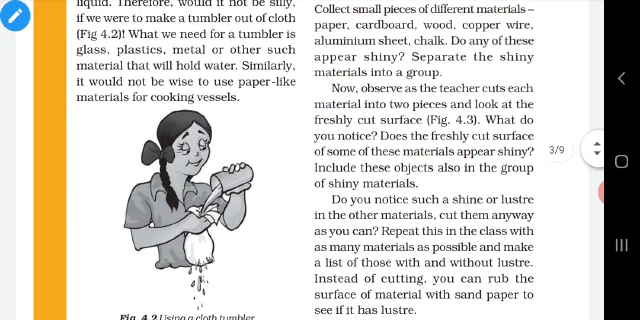 liquid. Therefore, would it not be silly,
if we were to make a tumbler out of cloth
(Fig 4.2)! What we need for a tumbler is
glass, plastics, metal or other such
material that will hold water. Similarly,
it would not be wise to use paper-like
materials for cooking vessels.
Fig. 4.2 Using a cloth tumbler
Collect small pieces of different materials–
paper, cardboard, wood, copper wire,
aluminium sheet, chalk. Do any of these
appear shiny? Separate the shiny
materials into a group.
Now, observe as the teacher cuts each
material into two pieces and look at the
freshly cut surface (Fig. 4.3). What do
you notice? Does the freshly cut surface
of some of these materials appear shiny?
Include these objects also in the group
of shiny materials.
Do you notice such a shine or lustre
in the other materials, cut them anyway
as you can? Repeat this in the class with
as many materials as possible and make
a list of those with and without lustre.
Instead of cutting, you can rub the
surface of material with sand paper to
see if it has lustre.
3/9